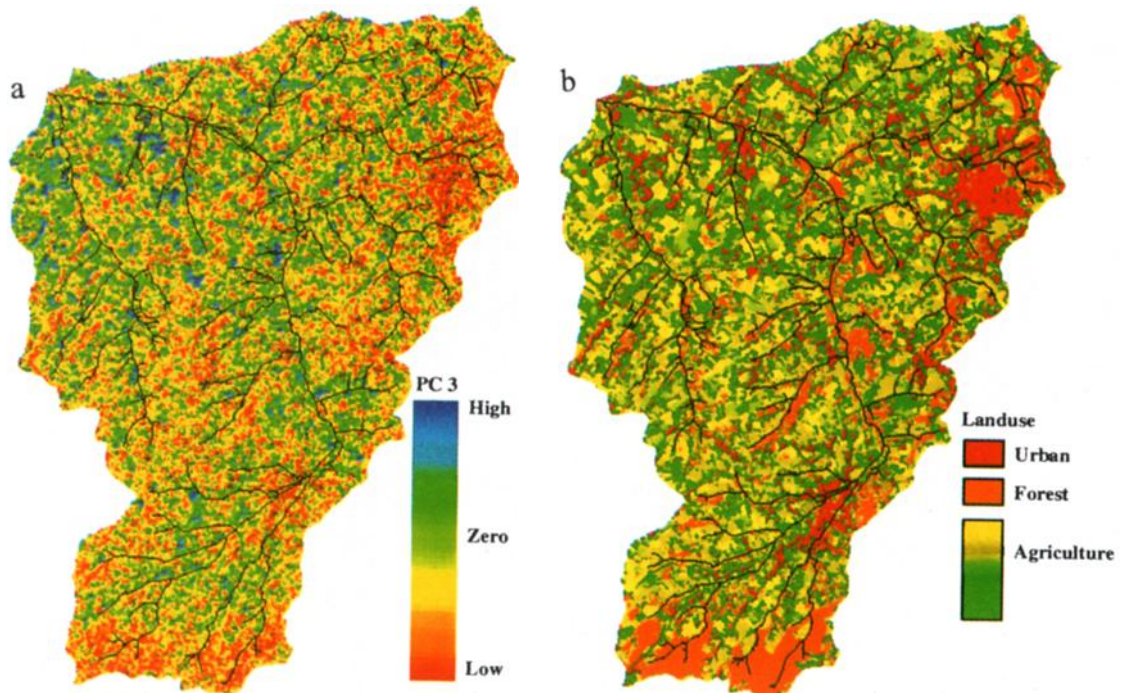 a
PC 3
High
Zero
Low
b
Landuse
Urban
Forest
Agriculture